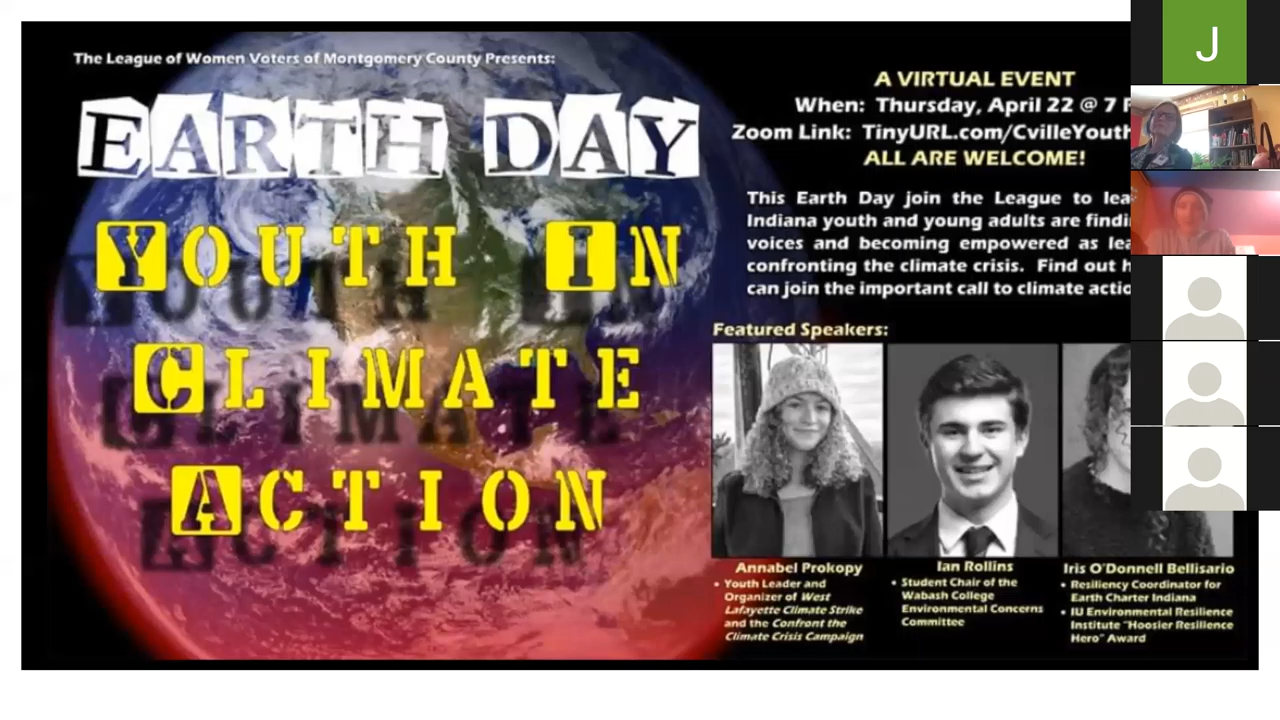 The League of Women Voters of Montgomery County Presents:
EARTH DAY
YOUTH IN
CLIMATE
ACTION
A VIRTUAL EVENT
When: Thursday, April 22 @ 7
Zoom Link: TinyURL.com/CvilleYouth
ALL ARE WELCOME!
This Earth Day join the League to
Indiana youth and young adults are
voices and becoming empowered as
confronting the climate crisis. Find out
can join the important call to climate
Featured Speakers:
Annabel Prokopy
• Youth Leader and
Organizer of West
Lafayette Climate Strike
and the Confront the
Climate Crisis Campaign
Ian Rollins
• Student Chair of the
Wabash College
Environmental Concerns
Committee
Iris O'Donnell Bellisario
• Resiliency Coordinator for
Earth Charter Indiana
• IU Environmental Resilience
Institute "Hoosier Resilience
Hero" Award
J